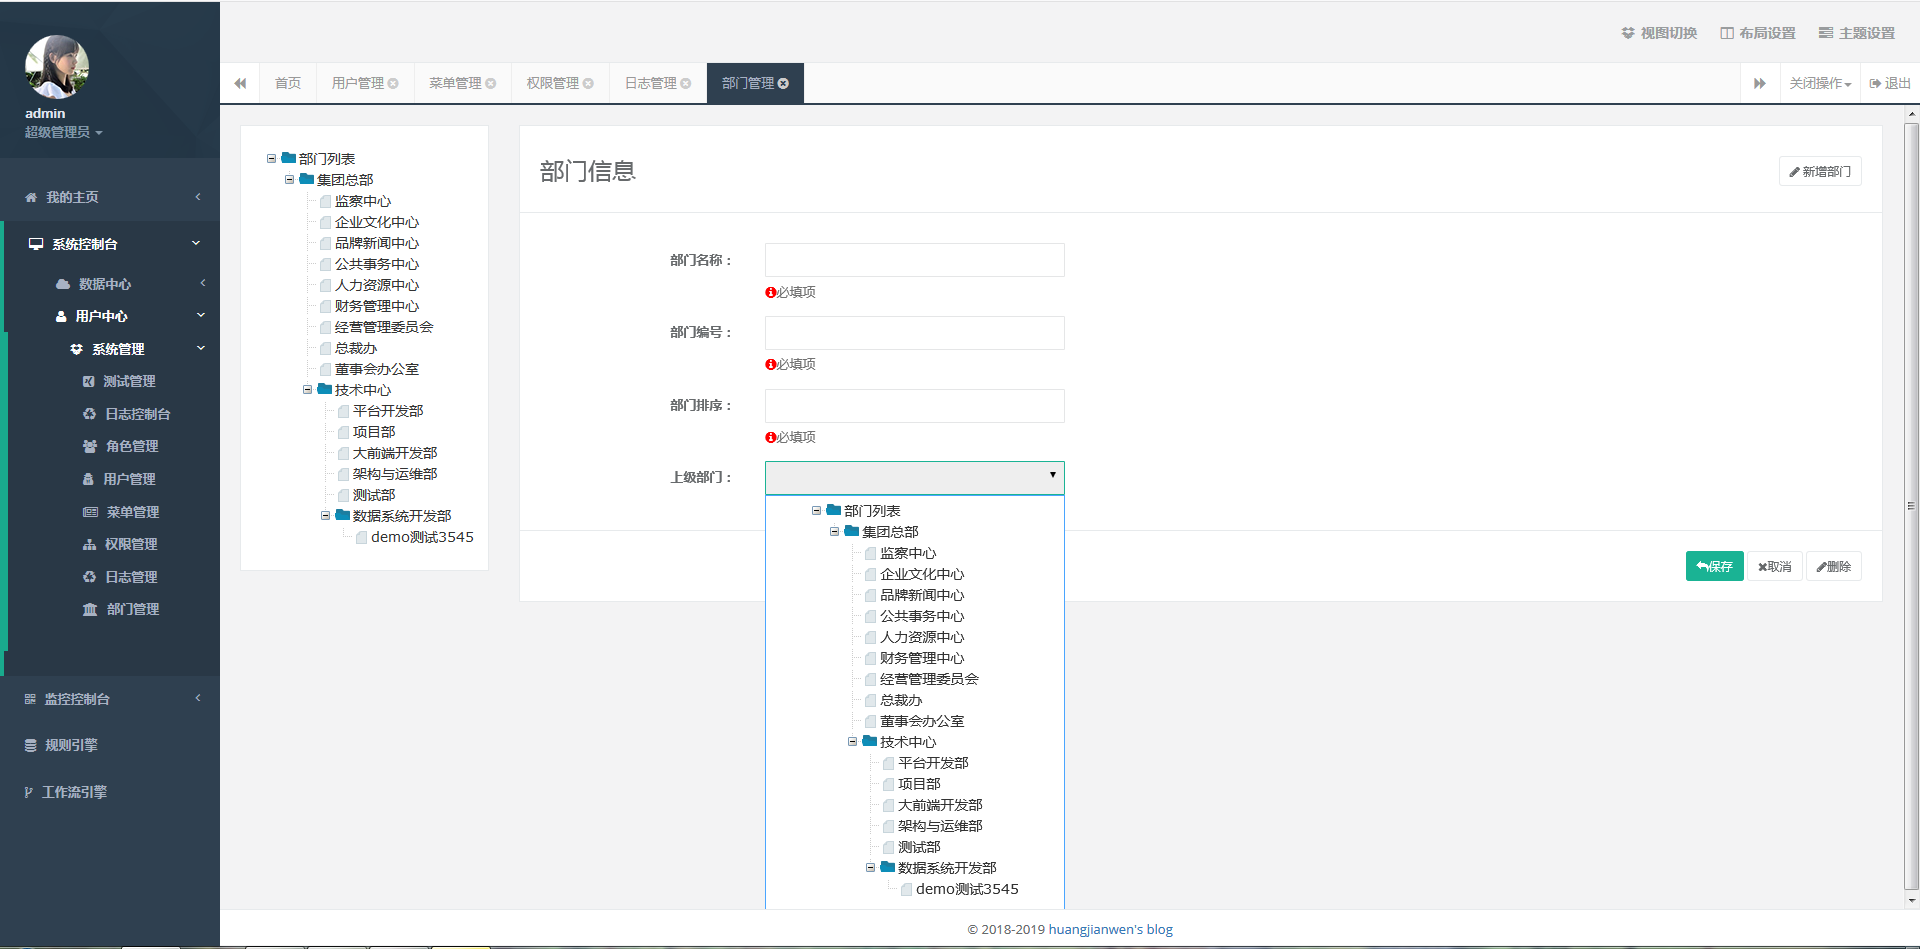 视图切换 布局设置 主题设置
首页 用户管理 菜单管理 权限管理 日志管理 部门管理 关闭操作 退出
admin
超级管理员
我的主页
系统控制台
数据中心
用户中心
系统管理
测试管理
日志控制台
角色管理
用户管理
菜单管理
权限管理
日志管理
部门管理
监控控制台
规则引擎
工作流引擎
部门列表
集团总部
监察中心
企业文化中心
品牌新闻中心
公共事务中心
人力资源中心
财务管理中心
经营管理委员会
总裁办
董事会办公室
技术中心
平台开发部
项目部
大前端开发部
架构与运维部
测试部
数据系统开发部
demo测试3545
部门信息
新增部门
部门名称：
必填项
部门编号：
必填项
部门排序：
必填项
上级部门：
部门列表
集团总部
监察中心
企业文化中心
品牌新闻中心
公共事务中心
人力资源中心
财务管理中心
经营管理委员会
总裁办
董事会办公室
技术中心
平台开发部
项目部
大前端开发部
架构与运维部
测试部
数据系统开发部
demo测试3545
保存 取消 删除
© 2018-2019 huangjianwen's blog